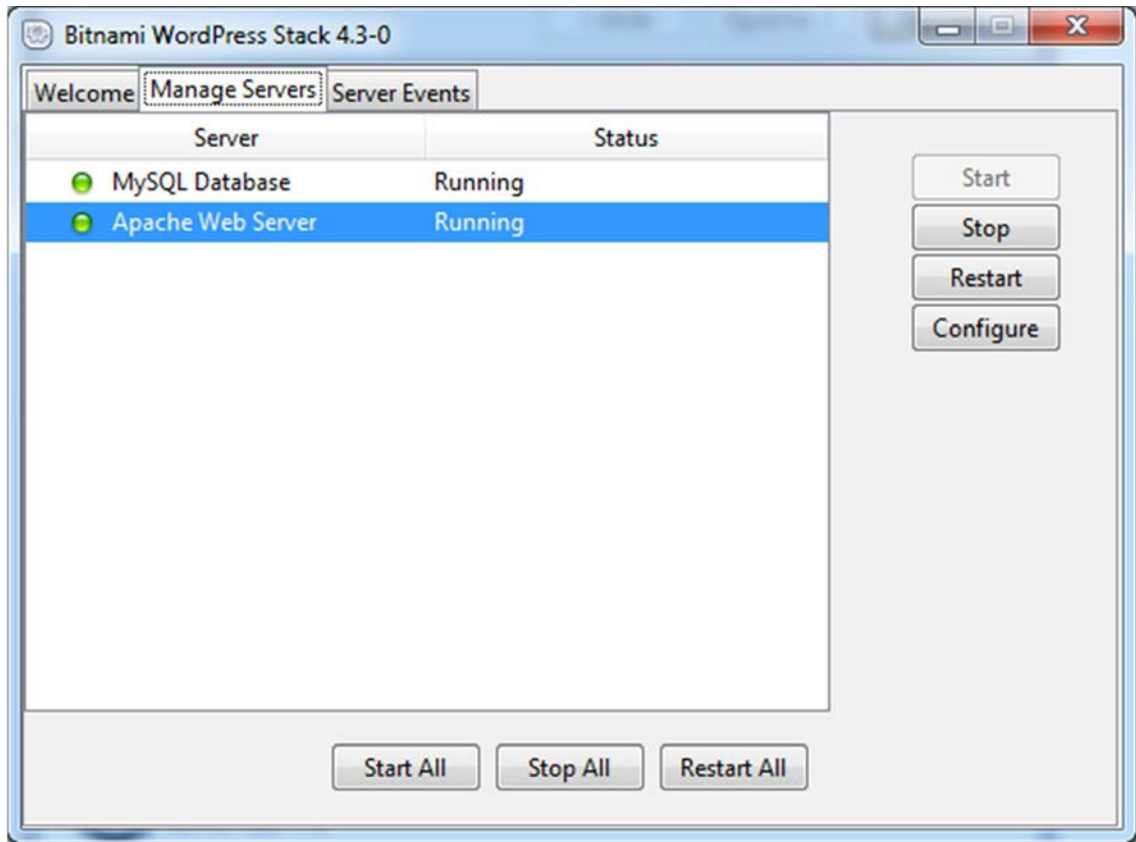 Bitnami WordPress Stack 4.3-0
Welcome Manage Servers Server Events
Server Status
MySQL Database Running
Apache Web Server Running
Start
Stop
Restart
Configure
Start All Stop All Restart All